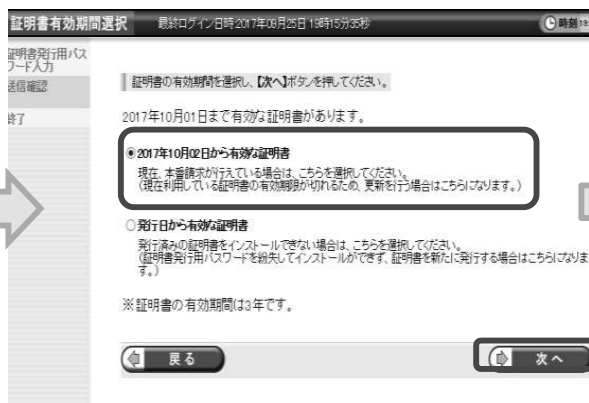 証明書有効期間選択 最終ログイン日時:2017年09月25日 19時15分35秒 時刻 19:
証明書発行用パス
ワード入力
送信確認
終了
証明書の有効期間を選択し、【次へ】ボタンを押してください。
2017年10月01日まで有効な証明書があります。
2017年10月02日から有効な証明書
現在、本番請求が行えている場合は、こちらを選択してください。
(現在利用している証明書の有効期限が切れるため、更新を行う場合はこちらになります。)
発行日から有効な証明書
発行済みの証明書をインストールできない場合は、こちらを選択してください。
(証明書発行用パスワードを紛失してインストールができず、証明書を新たに発行する場合はこちらになりま
す。)
※証明書の有効期間は3年です。
戻る 次へ